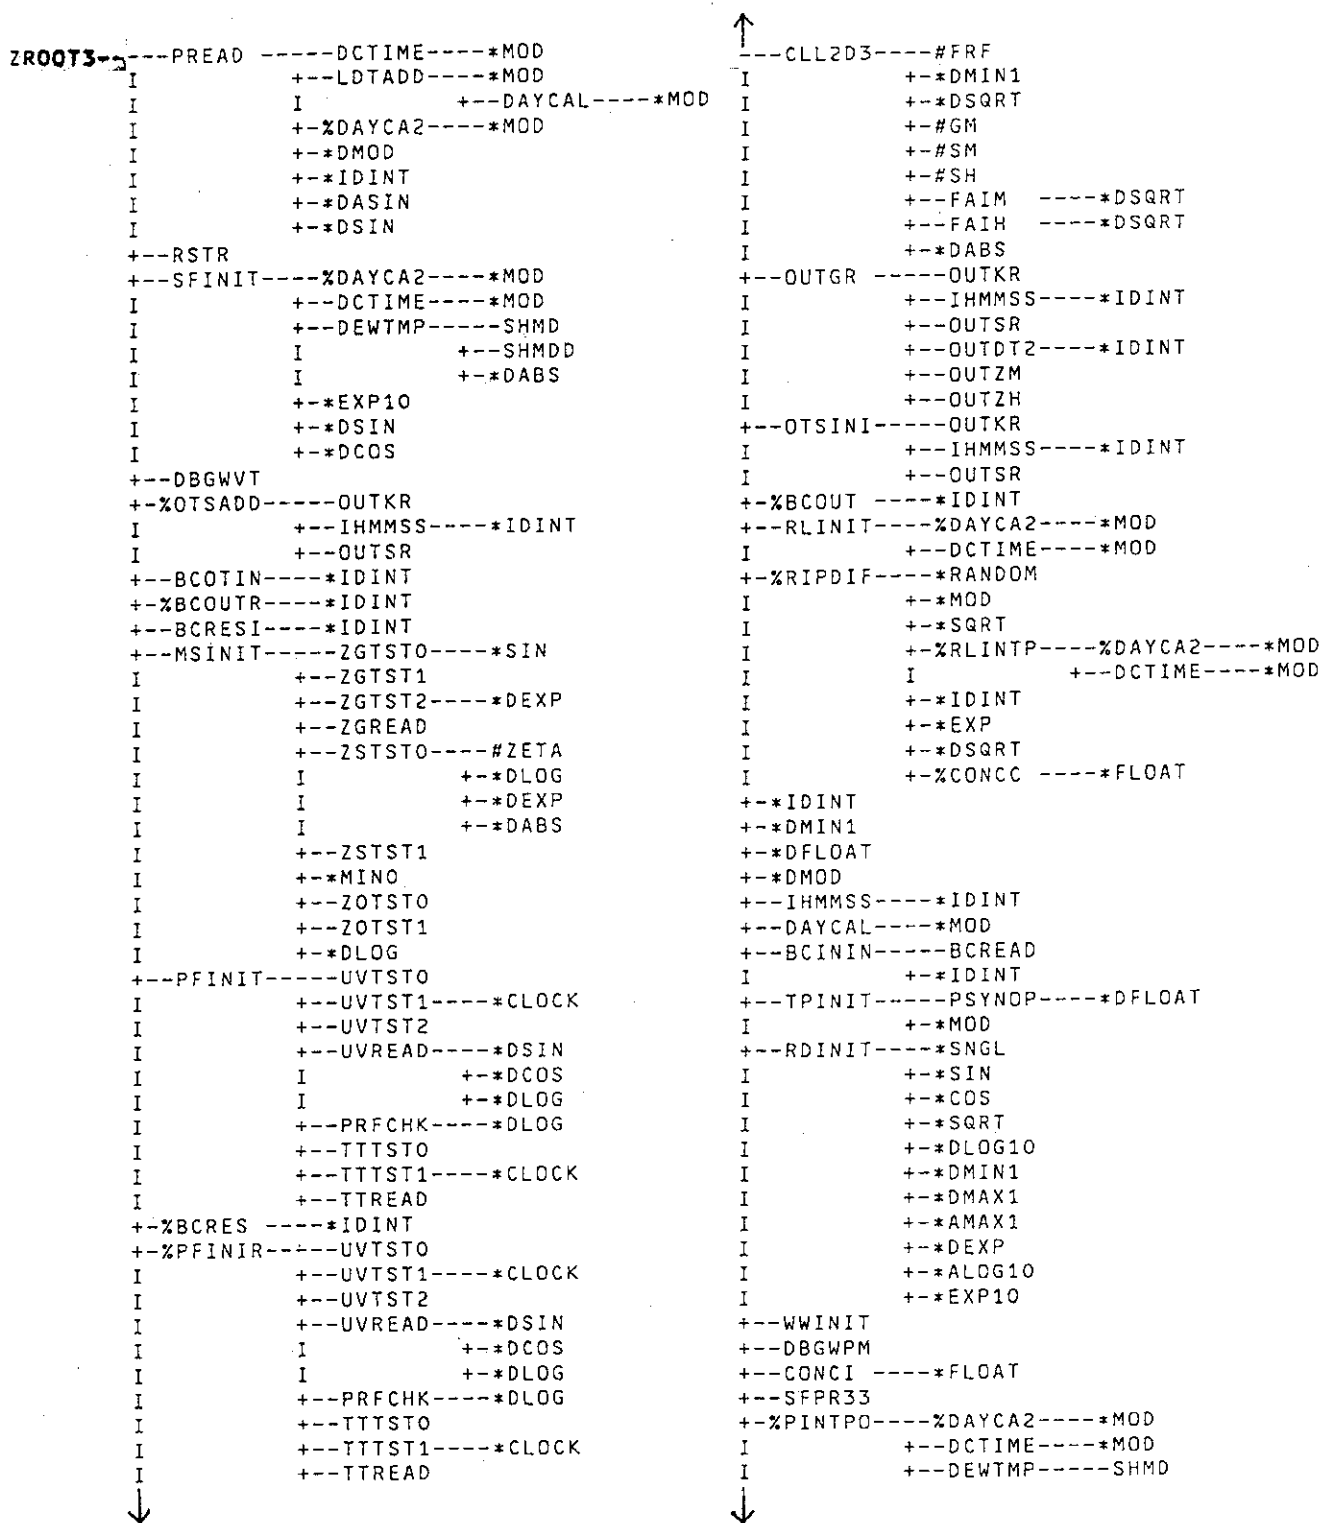 ZROOT3-----PREAD -----DCTIME----*MOD
I +--LDTADD----*MOD
I I +--DAYCAL----*MOD
I +-%DAYCA2----*MOD
I +-*DMOD
I +-*IDINT
I +-*DASIN
I +-*DSIN
+--RSTR
+--SFINIT----%DAYCA2----*MOD
I +--DCTIME----*MOD
I +--DEWTMP-----SHMD
I I +--SHMDD
I I +-*DABS
I +-*EXP10
I +-*DSIN
I +-*DCOS
+--DBGWVT
+-%OTSADD-----OUTKR
I +--IHMMSS----*IDINT
I +--OUTSR
+--BCOTIN----*IDINT
+-%BCOUTR----*IDINT
+--BCRESI----*IDINT
+--MSINIT-----ZGTST0----*SIN
I +--ZGTST1
I +--ZGTST2----*DEXP
I +--ZGREAD
I +--ZSTST0----#ZETA
I I +-*DLOG
I I +-*DEXP
I I +-*DABS
I +--ZSTST1
I +-*MINO
I +--ZOTST0
I +--ZOTST1
I +-*DLOG
+--PFINIT-----UVTST0
I +--UVTST1----*CLOCK
I +--UVTST2
I +--UVREAD----*DSIN
I I +-*DCOS
I I +-*DLOG
I +--PRFCHK----*DLOG
I +--TTTST0
I +--TTTST1----*CLOCK
I +--TTREAD
+-%BCRES ----*IDINT
+-%PFINIR-----UVTST0
I +--UVTST1----*CLOCK
I +--UVTST2
I +--UVREAD----*DSIN
I I +-*DCOS
I I +-*DLOG
I +--PRFCHK----*DLOG
I +--TTTST0
I +--TTTST1----*CLOCK
I +--TTREAD
---CLL2D3----#FRF
I +-*DMIN1
I +-*DSQRT
I +-#GM
I +-#SM
I +-#SH
I +--FAIM ----*DSQRT
I +--FAIH ----*DSQRT
I +-*DABS
+--OUTGR -----OUTKR
I +--IHMMSS----*IDINT
I +--OUTSR
I +--OUTDT2----*IDINT
I +--OUTZM
I +--OUTZH
+--OTSINI-----OUTKR
I +--IHMMSS----*IDINT
I +--OUTSR
+-%BCOUT ----*IDINT
+--RLINIT----%DAYCA2----*MOD
I +--DCTIME----*MOD
+-%RIPDIF----*RANDOM
I +-*MOD
I +-*SQRT
I +-%RLINTP----%DAYCA2----*MOD
I I +--DCTIME----*MOD
I +-*IDINT
I +-*EXP
I +-*DSQRT
I +-%CONCC ----*FLOAT
+-*IDINT
+-*DMIN1
+-*DFLOAT
+-*DMOD
+--IHMMSS----*IDINT
+--DAYCAL----*MOD
+--BCININ-----BCREAD
I +-*IDINT
+--TPINIT-----PSYNOP----*DFLOAT
I +-*MOD
+--RDINIT----*SNGL
I +-*SIN
I +-*COS
I +-*SQRT
I +-*DLOG10
I +-*DMIN1
I +-*DMAX1
I +-*AMAX1
I +-*DEXP
I +-*ALOG10
I +-*EXP10
+--WWINIT
+--DBGWPM
+--CONCI ----*FLOAT
+--SFPR33
+-%PINTPO----%DAYCA2----*MOD
I +--DCTIME----*MOD
I +--DEWTMP-----SHMD